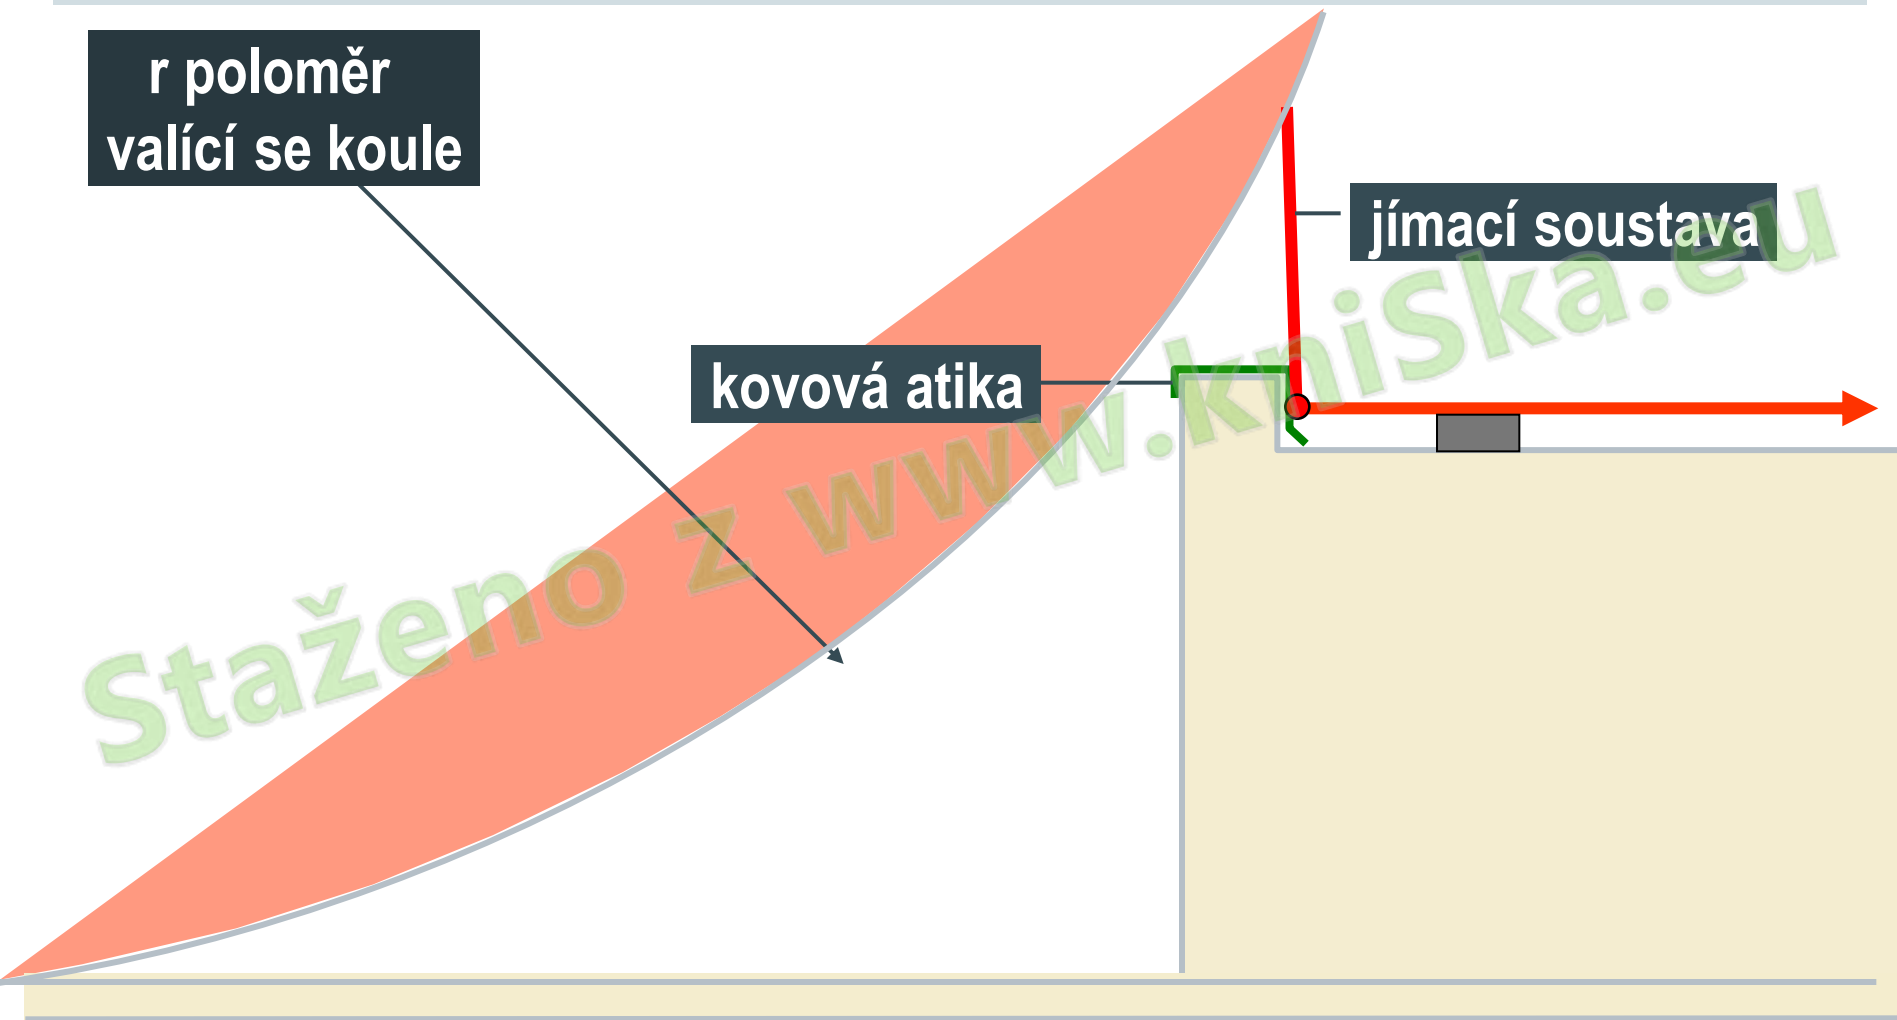 r poloměr
valící se koule
jímací soustava
kovová atika
Staženo z www.kniSka.eu